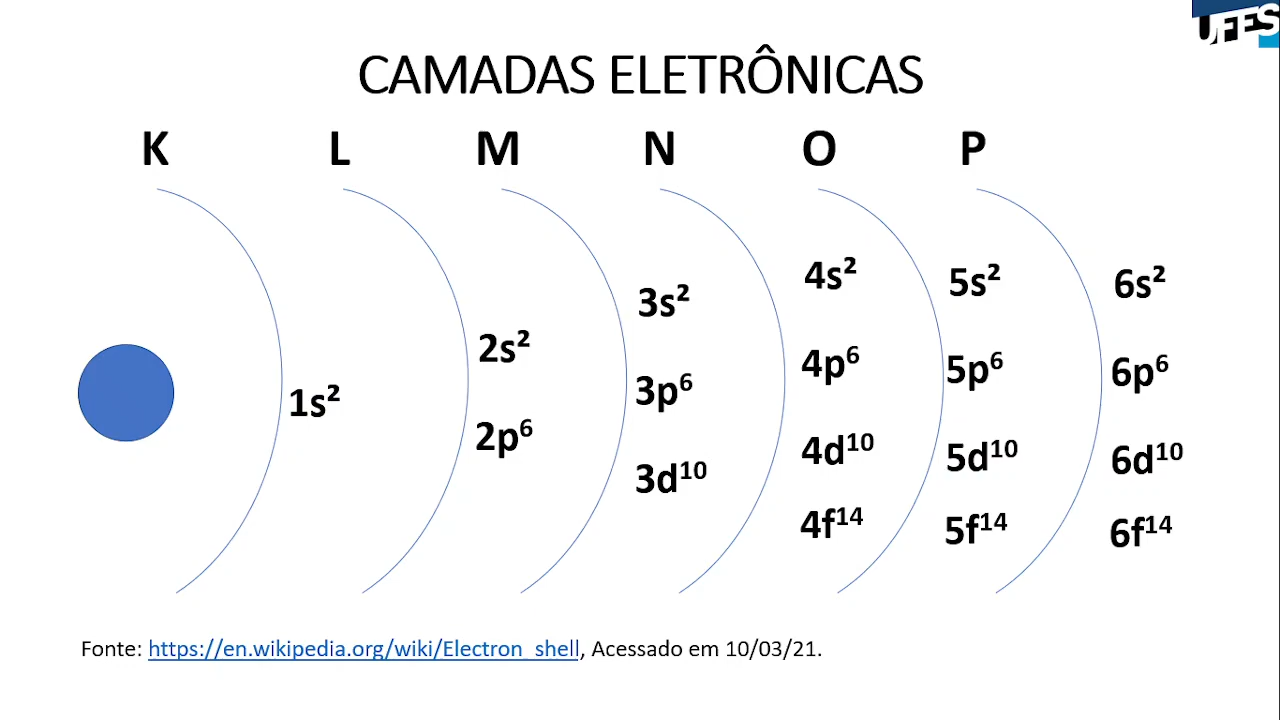 UFES
CAMADAS ELETRÔNICAS
K L M N O P
1s²
2s²
2p⁶
3s²
3p⁶
3d¹⁰
4s²
4p⁶
4d¹⁰
4f¹⁴
5s²
5p⁶
5d¹⁰
5f¹⁴
6s²
6p⁶
6d¹⁰
6f¹⁴
Fonte: https://en.wikipedia.org/wiki/Electron_shell, Acessado em 10/03/21.